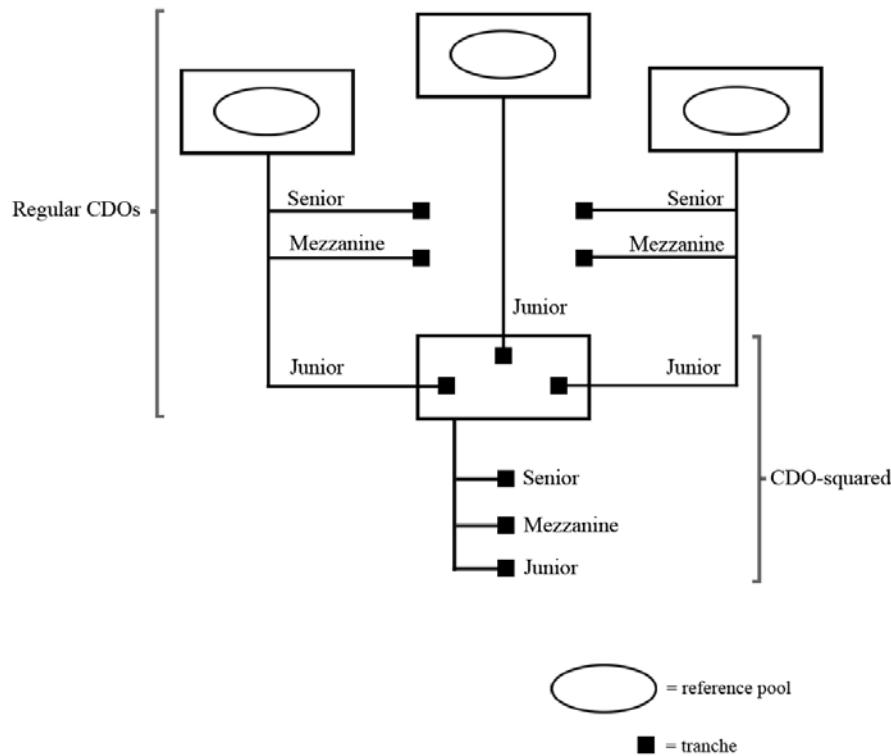 Senior
Senior
Regular CDOs
Mezzanine
Mezzanine
Junior
Junior
Junior
Senior
CDO-squared
Mezzanine
Junior
= reference pool
= tranche